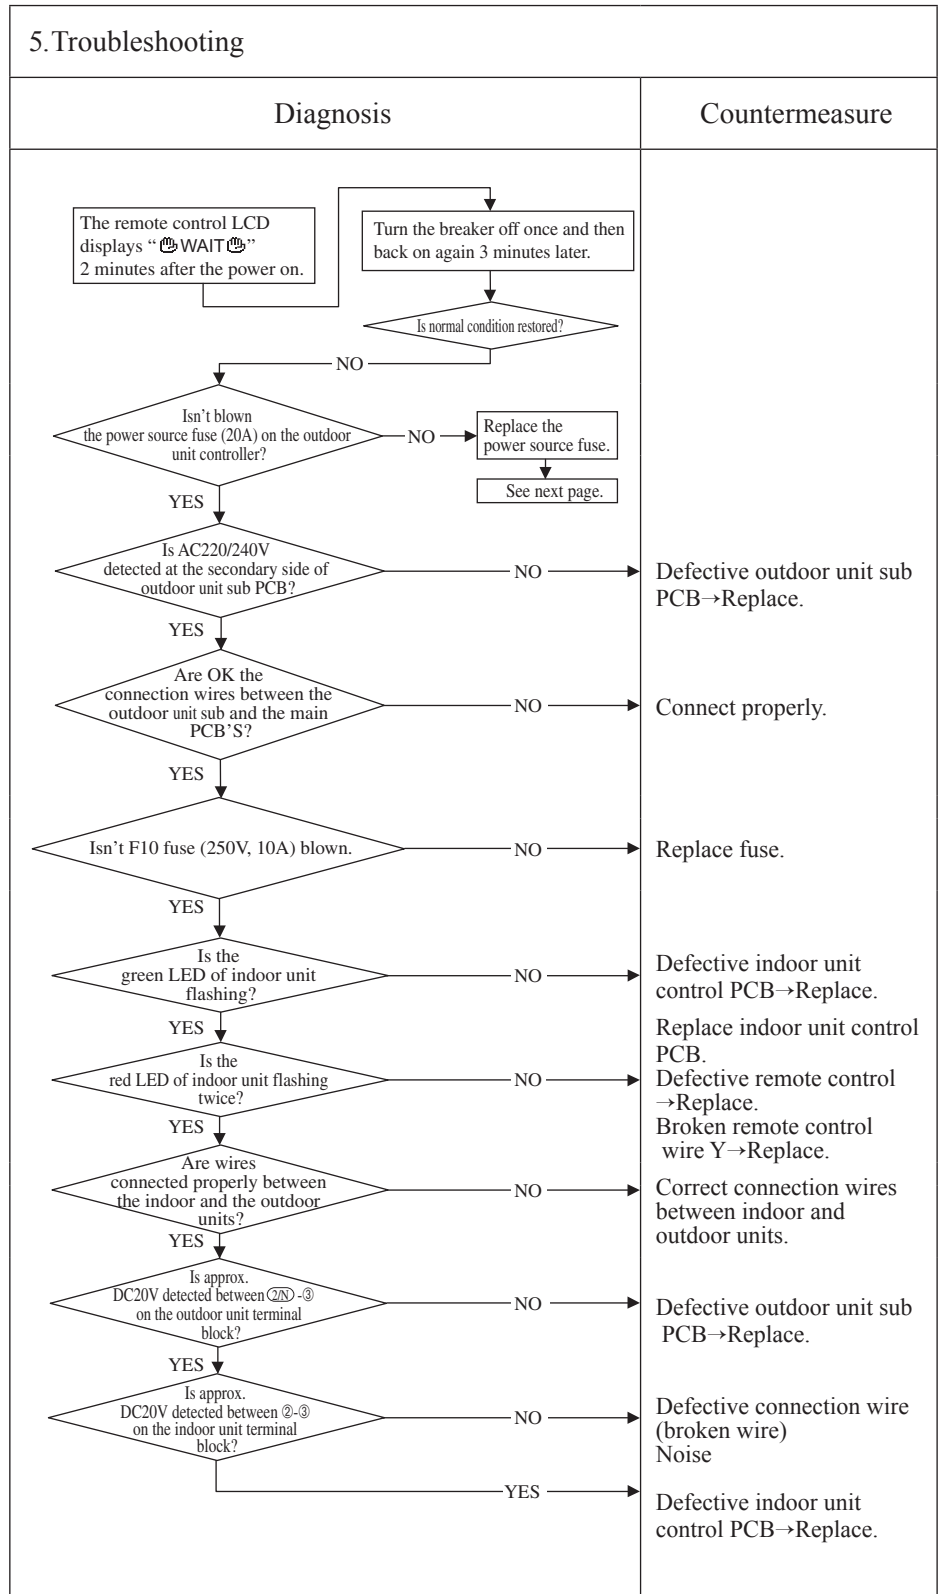 5.Troubleshooting
Diagnosis
Countermeasure
The remote control LCD
displays “ WAIT ”
2 minutes after the power on.
Turn the breaker off once and then
back on again 3 minutes later.
Is normal condition restored?
NO
Isn't blown
the power source fuse (20A) on the outdoor
unit controller?
NO
Replace the
power source fuse.
See next page.
YES
Is AC220/240V
detected at the secondary side of
outdoor unit sub PCB?
NO
Defective outdoor unit sub
PCB→Replace.
YES
Are OK the
connection wires between the
outdoor unit sub and the main
PCB'S?
NO
Connect properly.
YES
Isn't F10 fuse (250V, 10A) blown.
NO
Replace fuse.
YES
Is the
green LED of indoor unit
flashing?
NO
Defective indoor unit
control PCB→Replace.
YES
Is the
red LED of indoor unit flashing
twice?
NO
Replace indoor unit control
PCB.
Defective remote control
→Replace.
Broken remote control
wire Y→Replace.
YES
Are wires
connected properly between
the indoor and the outdoor
units?
NO
Correct connection wires
between indoor and
outdoor units.
YES
Is approx.
DC20V detected between 2/N -③
on the outdoor unit terminal
block?
NO
Defective outdoor unit sub
PCB→Replace.
YES
Is approx.
DC20V detected between ②-③
on the indoor unit terminal
block?
NO
Defective connection wire
(broken wire)
Noise
YES
Defective indoor unit
control PCB→Replace.